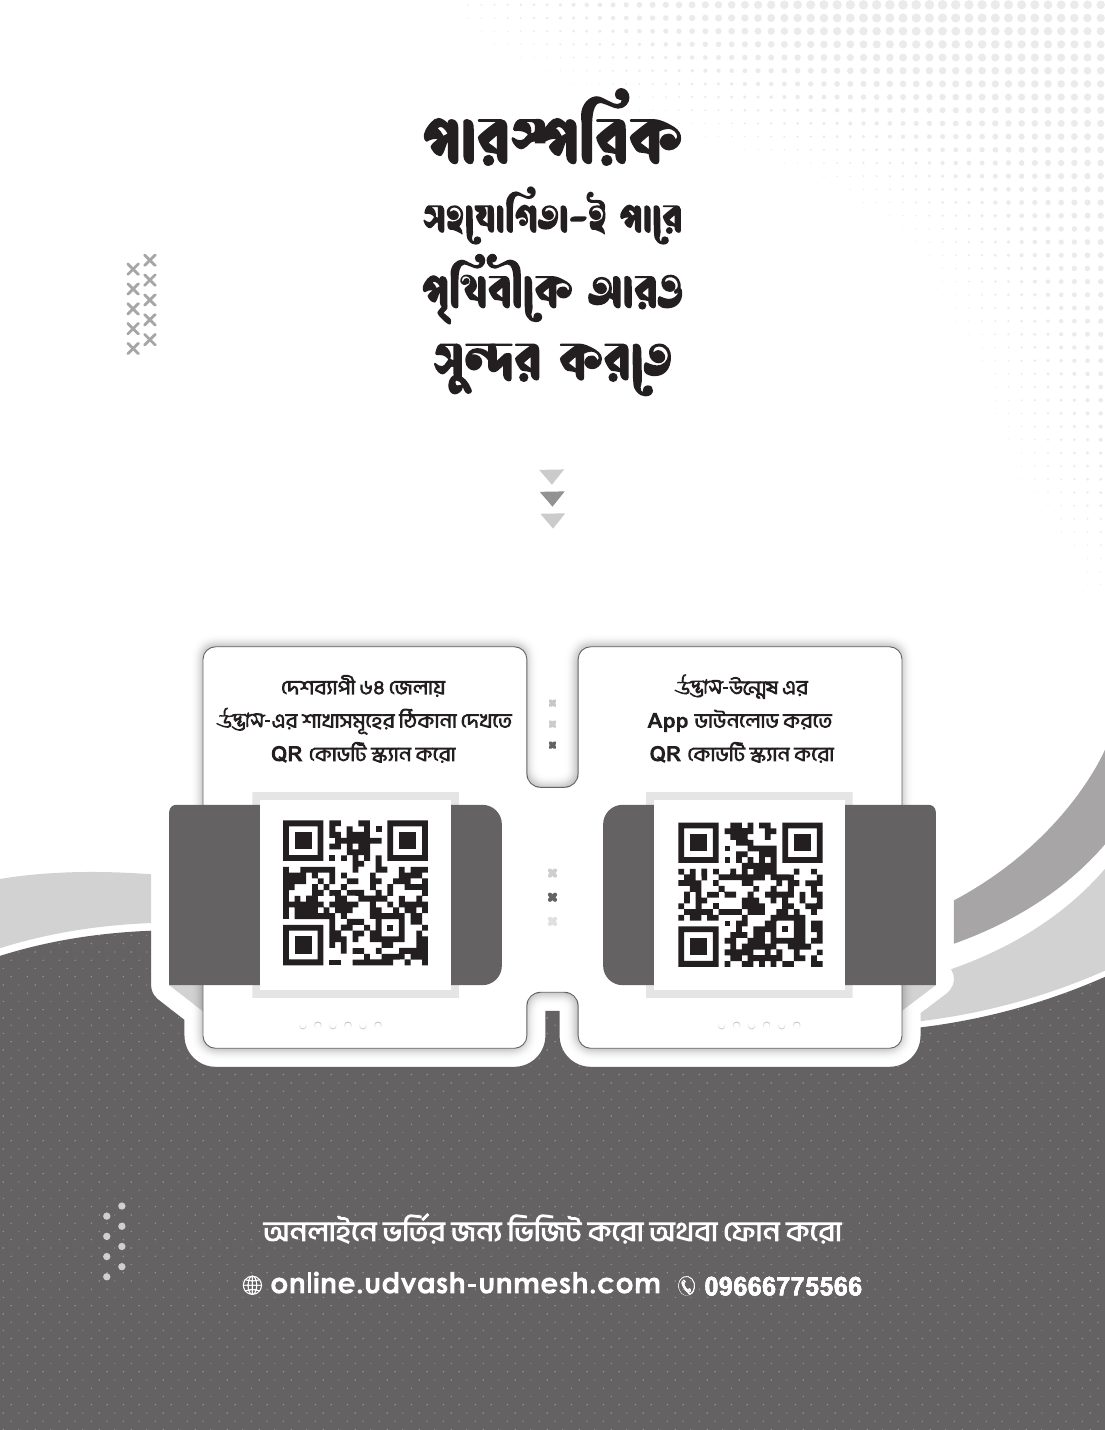 পারস্পরিক
সহযোগিতা-ই পারে
পৃথিবীকে আরও
সুন্দর করতে
দেশব্যাপী ৬৪ জেলায়
উদ্ভাস-এর শাখাসমূহের ঠিকানা দেখতে
QR কোডটি স্ক্যান করো
উদ্ভাস-উন্মেষ এর
App ডাউনলোড করতে
QR কোডটি স্ক্যান করো
অনলাইনে ভর্তির জন্য ভিজিট করো অথবা ফোন করো
online.udvash-unmesh.com 09666775566